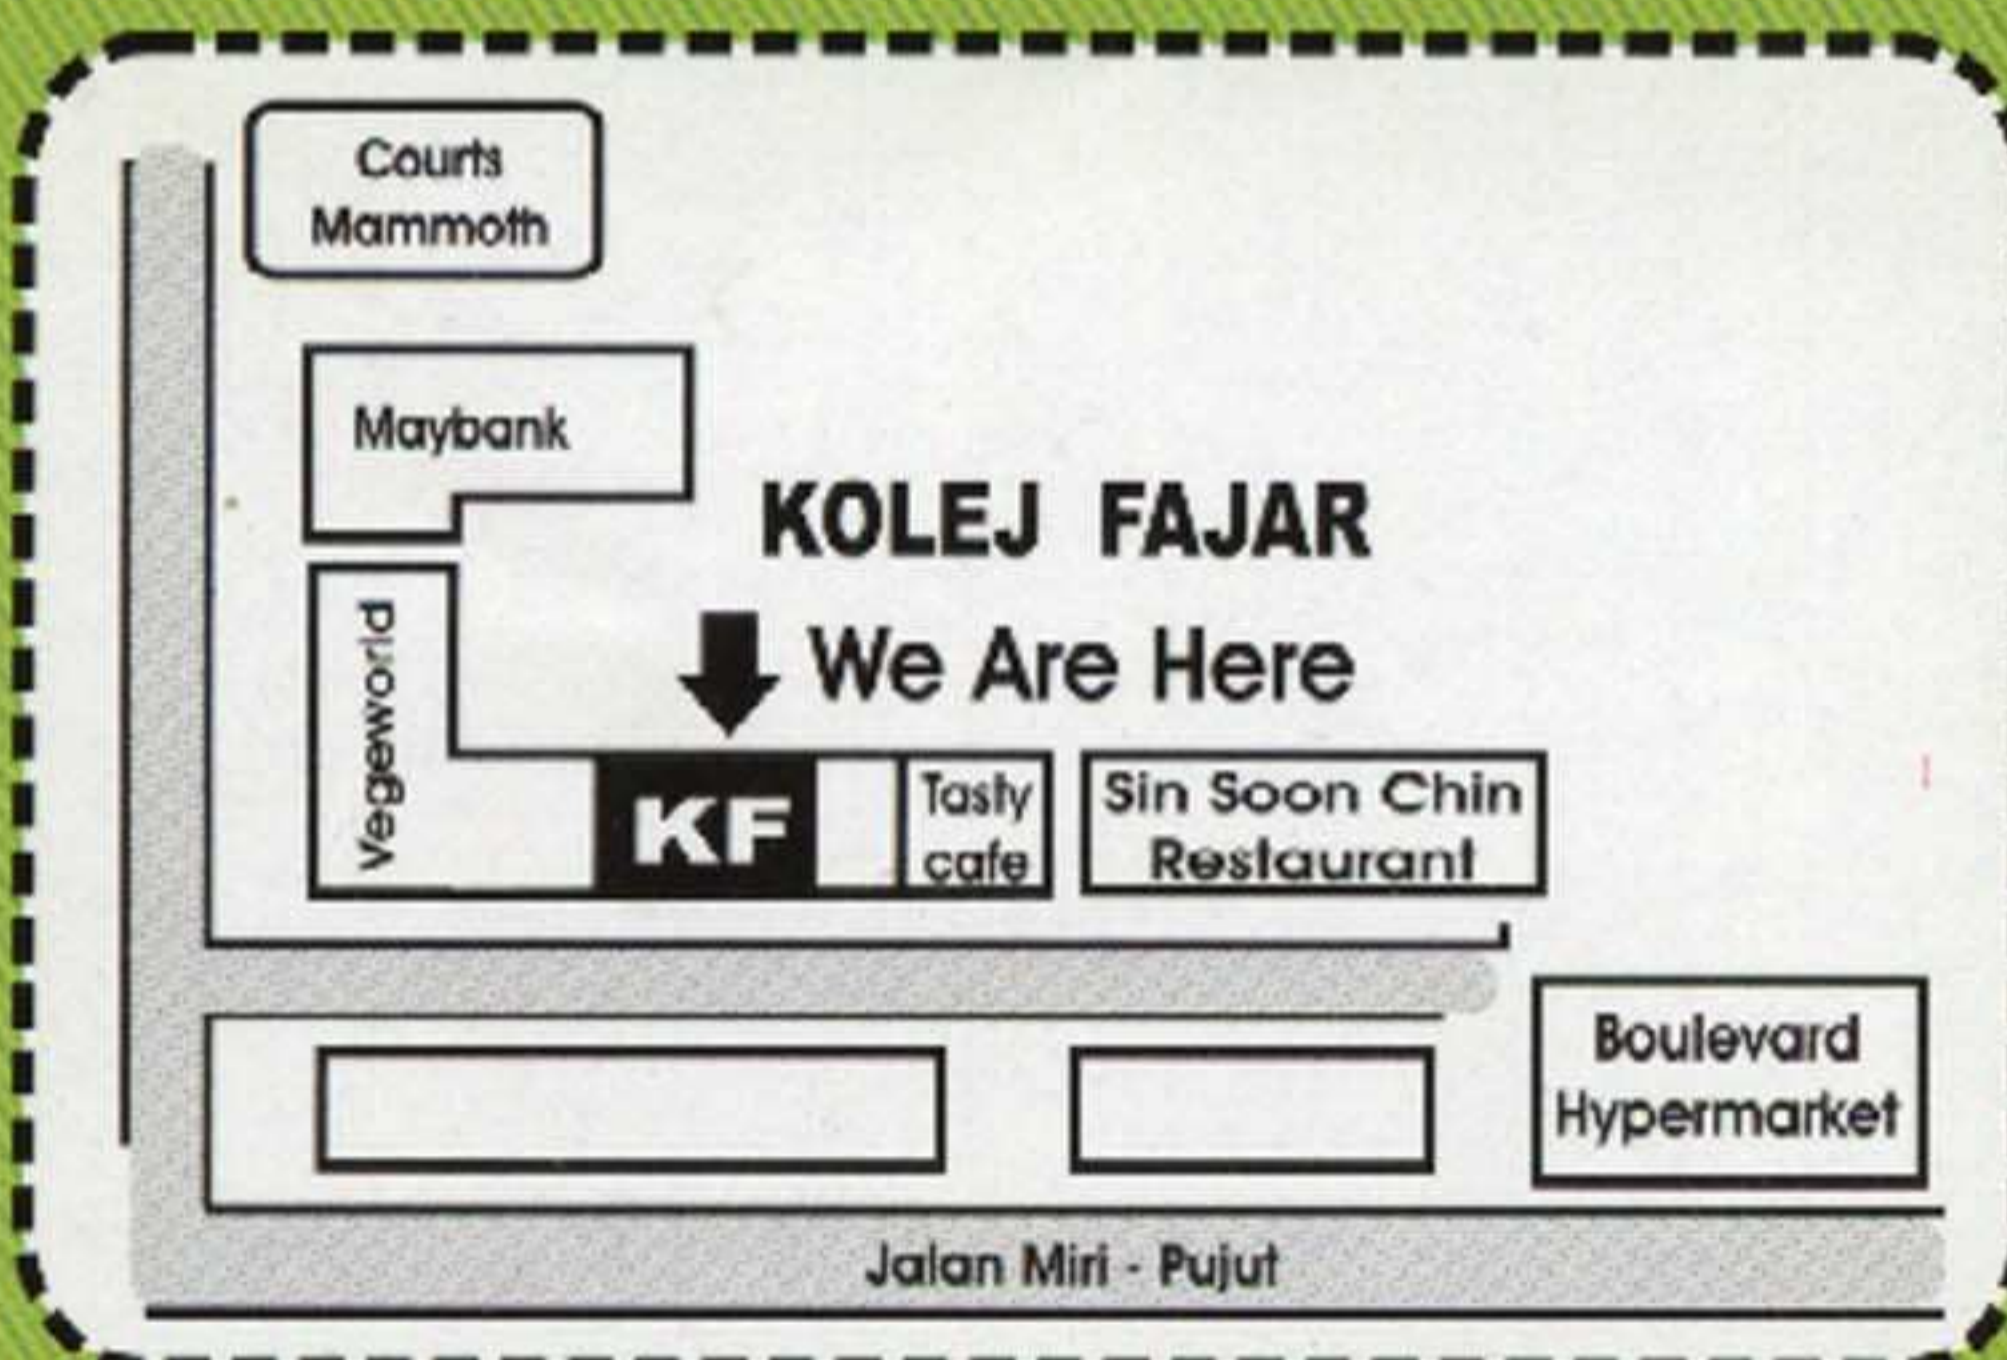 Courts
Mammoth
Maybank
KOLEJ FAJAR
We Are Here
Vegeworld
KF
Tasty
cafe
Sin Soon Chin
Restaurant
Boulevard
Hypermarket
Jalan Miri - Pujut